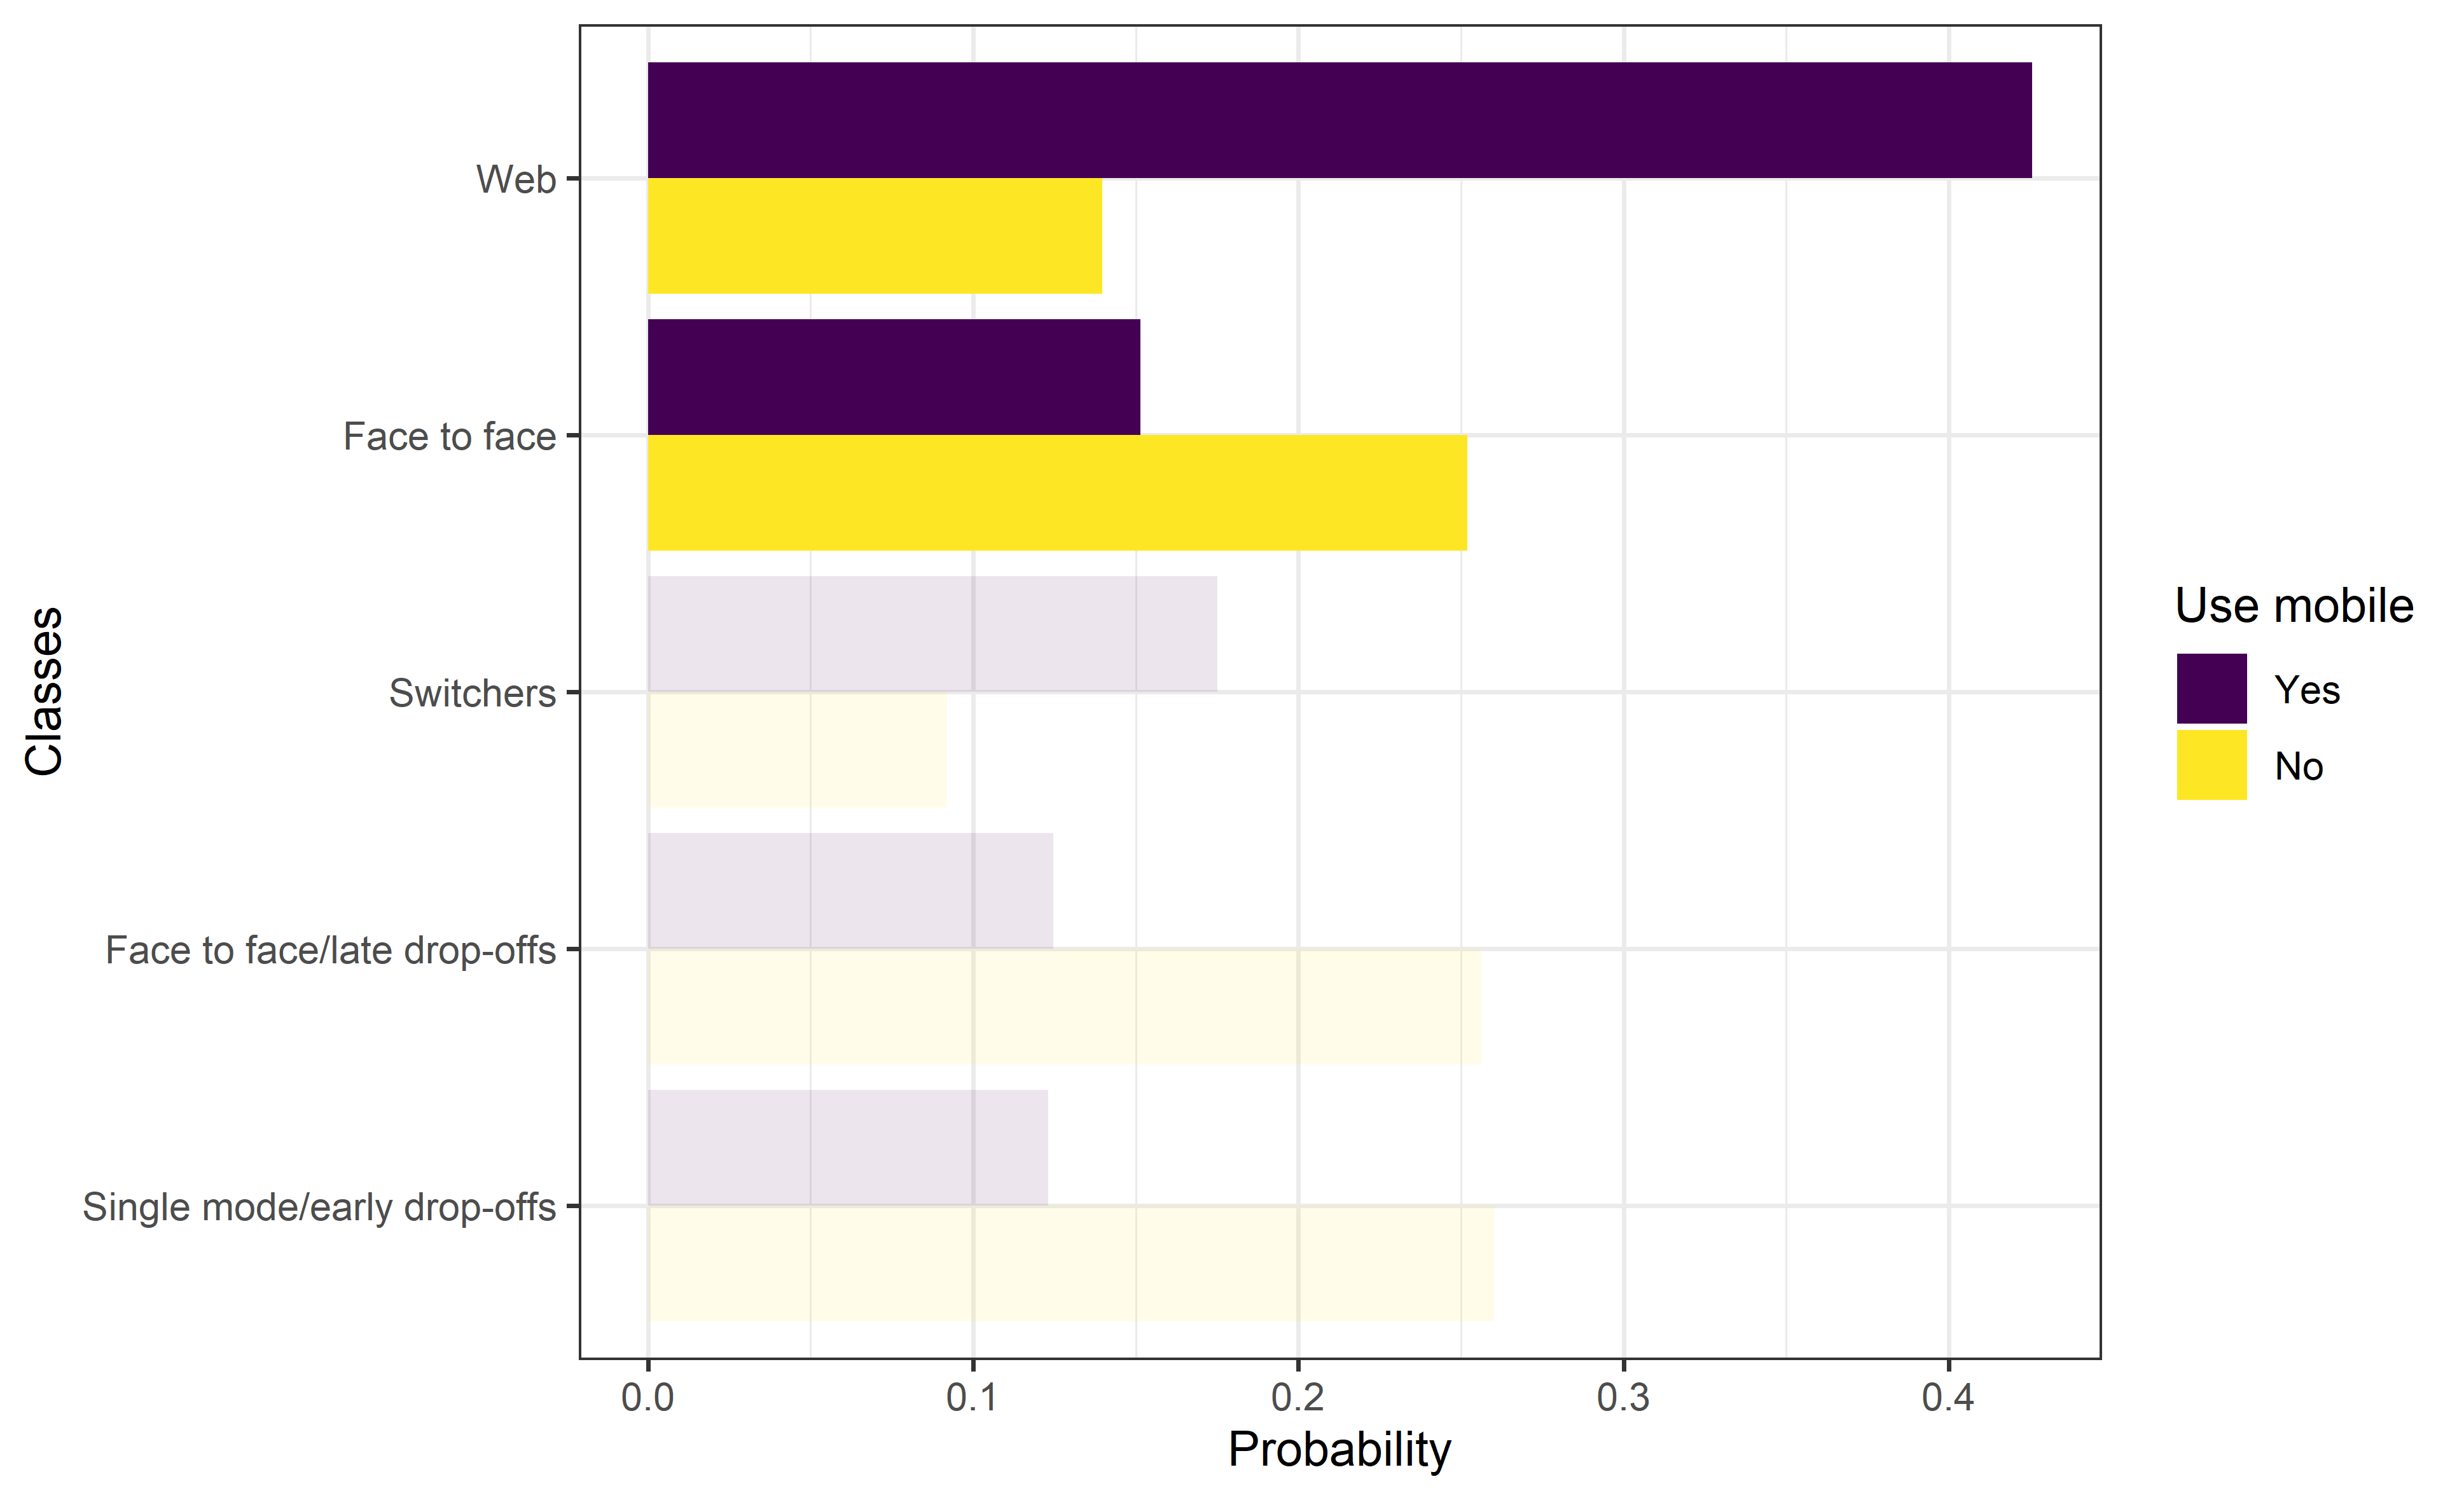 Web
Face to face
Switchers
Face to face/late drop-offs
Single mode/early drop-offs
Classes
0.0 0.1 0.2 0.3 0.4
Probability
Use mobile
Yes
No